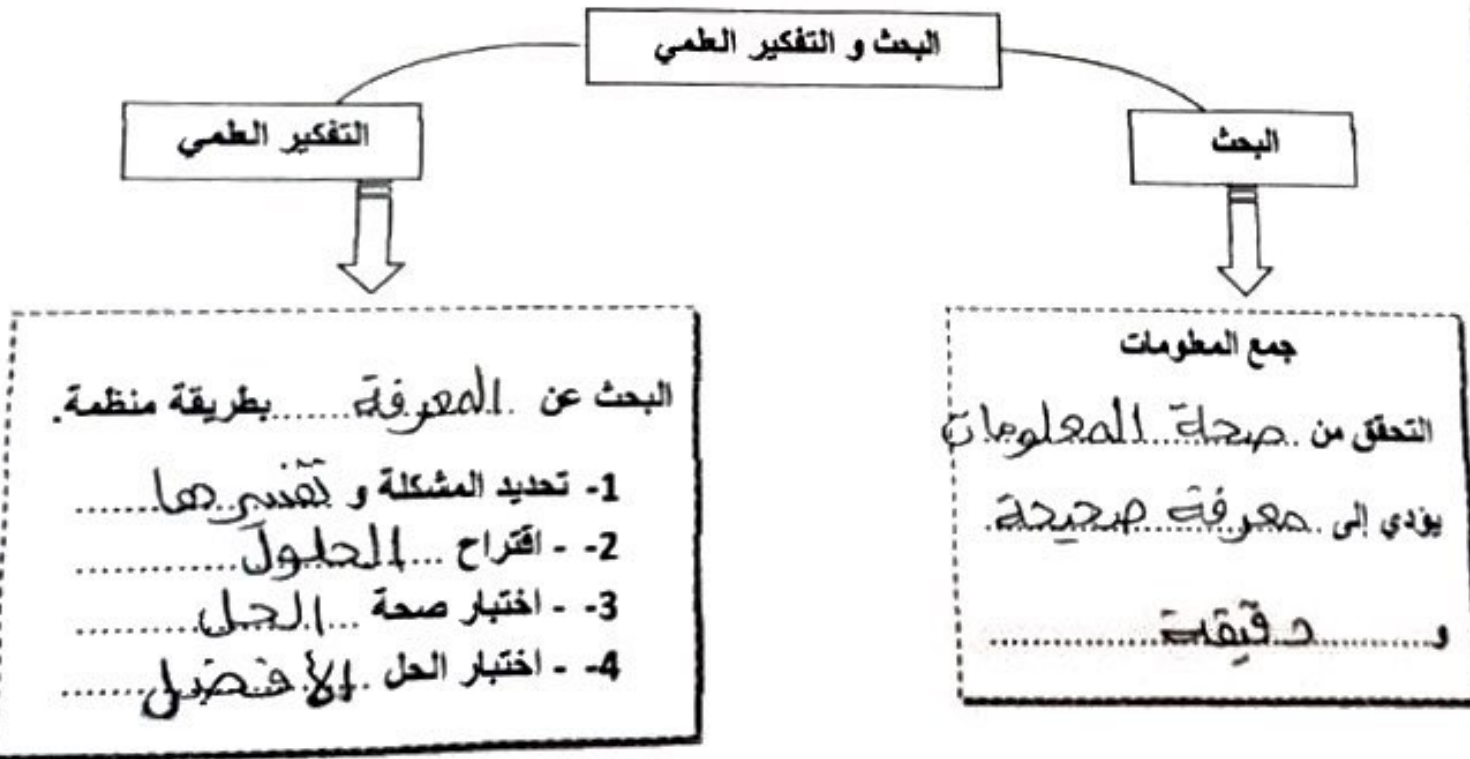 البحث و التفكير العلمي
البحث
التفكير العلمي
جمع المعلومات
التحقق من صحة المعلومات
يؤدي إلى معرفة صحيحة
و دقيقة
البحث عن المعرفة بطريقة منظمة.
1- تحديد المشكلة و تفسيرها
2- - اقتراح الحلول
3- - اختبار صحة الحل
4- - اختبار الحل الأفضل